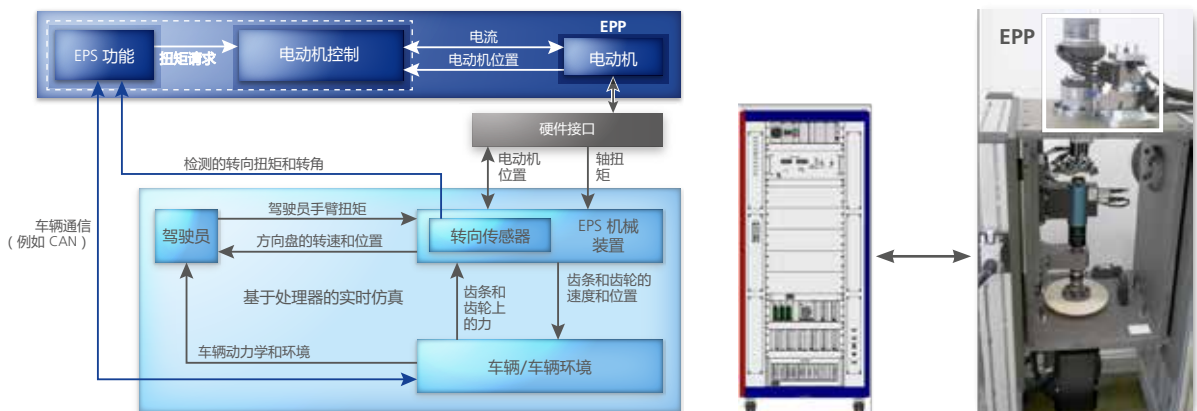 EPP
EPS 功能
扭矩请求
电动机控制
电流
电动机位置
电动机
硬件接口
检测的转向扭矩和转角
电动机
位置
轴扭
矩
车辆通信
（例如 CAN）
驾驶员
驾驶员手臂扭矩
方向盘的转速和位置
转向传感器
EPS 机械
装置
基于处理器的实时仿真
齿条和
齿轮上
的力
齿条和齿轮的
速度和位置
车辆动力学和环境
车辆/车辆环境
EPP